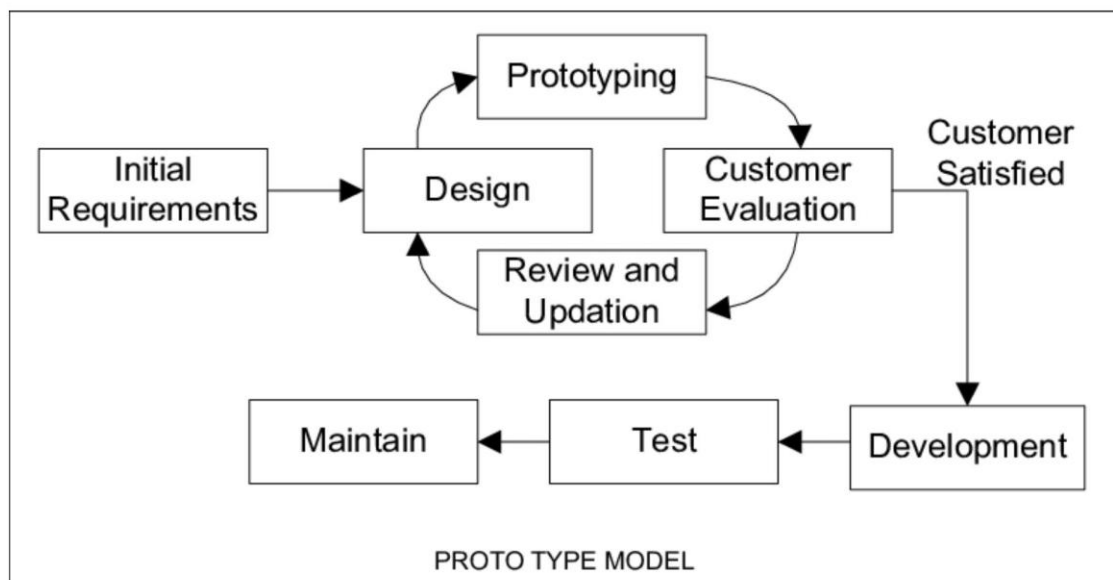 Prototyping
Customer
Satisfied
Initial
Requirements
Design
Customer
Evaluation
Review and
Updation
Maintain
Test
Development
PROTO TYPE MODEL